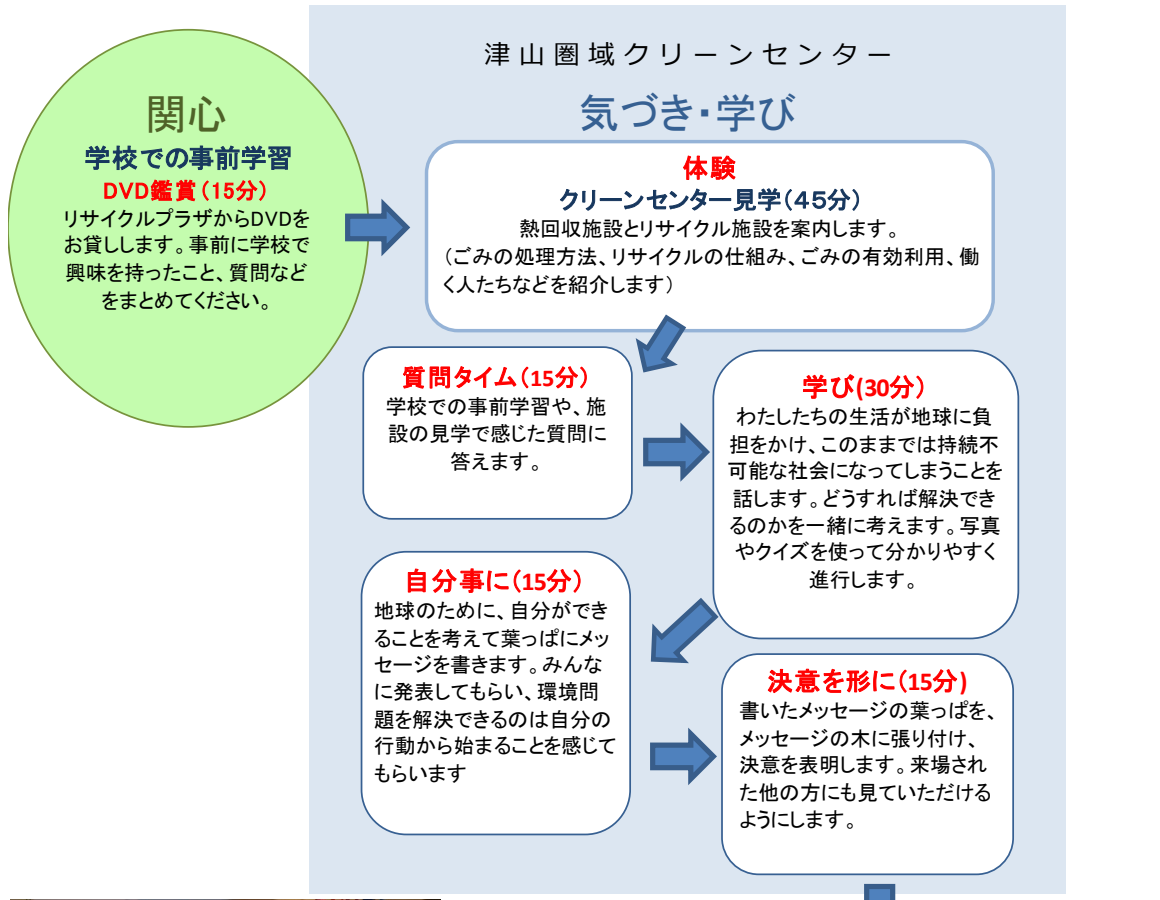 津山圏域クリーンセンター
関心
学校での事前学習
DVD鑑賞（15分）
リサイクルプラザからDVDを
お貸しします。事前に学校で
興味を持ったこと、質問など
をまとめてください。
気づき・学び
体験
クリーンセンター見学（４５分）
熱回収施設とリサイクル施設を案内します。
（ごみの処理方法、リサイクルの仕組み、ごみの有効利用、働
く人たちなどを紹介します）
質問タイム（15分）
学校での事前学習や、施
設の見学で感じた質問に
答えます。
学び(30分）
わたしたちの生活が地球に負
担をかけ、このままでは持続不
可能な社会になってしまうことを
話します。どうすれば解決でき
るのかを一緒に考えます。写真
やクイズを使って分かりやすく
進行します。
自分事に（15分）
地球のために、自分ができ
ることを考えて葉っぱにメッ
セージを書きます。みんな
に発表してもらい、環境問
題を解決できるのは自分の
行動から始まることを感じて
もらいます
決意を形に（15分)
書いたメッセージの葉っぱを、
メッセージの木に張り付け、
決意を表明します。来場され
た他の方にも見ていただける
ようにします。